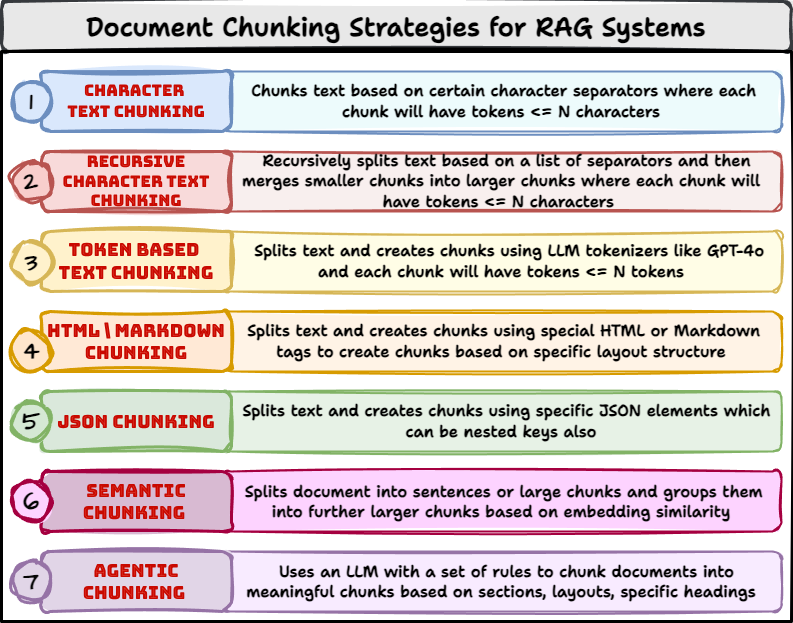 Document Chunking Strategies for RAG Systems
1
CHARACTER
TEXT CHUNKING
Chunks text based on certain character separators where each
chunk will have tokens <= N characters
2
RECURSIVE
CHARACTER TEXT
CHUNKING
Recursively splits text based on a list of separators and then
merges smaller chunks into larger chunks where each chunk will
have tokens <= N characters
3
TOKEN BASED
TEXT CHUNKING
Splits text and creates chunks using LLM tokenizers like GPT-4o
and each chunk will have tokens <= N tokens
4
HTML \ MARKDOWN
CHUNKING
Splits text and creates chunks using special HTML or Markdown
tags to create chunks based on specific layout structure
5
JSON CHUNKING
Splits text and creates chunks using specific JSON elements which
can be nested keys also
6
SEMANTIC
CHUNKING
Splits document into sentences or large chunks and groups them
into further larger chunks based on embedding similarity
7
AGENTIC
CHUNKING
Uses an LLM with a set of rules to chunk documents into
meaningful chunks based on sections, layouts, specific headings